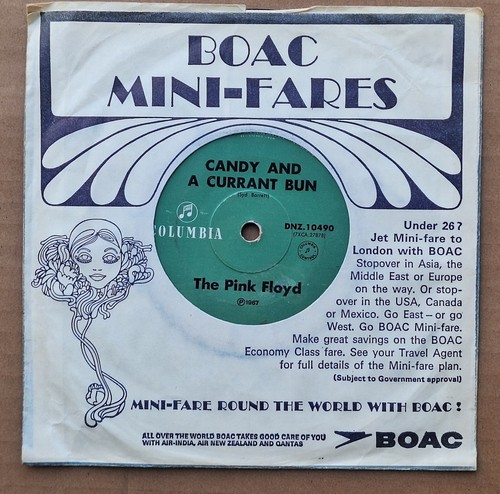 BOAC
MINI-FARES
CANDY AND
A CURRANT BUN
(Syd. Barrett)
COLUMBIA
DNZ.10490
(7XCA.27878)
The Pink Floyd
Ⓟ1967
Under 26?
Jet Mini-fare to
London with BOAC
Stopover in Asia, the
Middle East or Europe
on the way. Or stop-
over in the USA, Canada
or Mexico. Go East – or go
West. Go BOAC Mini-fare.
Make great savings on the BOAC
Economy Class fare. See your Travel Agent
for full details of the Mini-fare plan.
(Subject to Government approval)
MINI-FARE ROUND THE WORLD WITH BOAC!
ALL OVER THE WORLD BOAC TAKES GOOD CARE OF YOU
WITH AIR-INDIA, AIR NEW ZEALAND AND QANTAS
BOAC